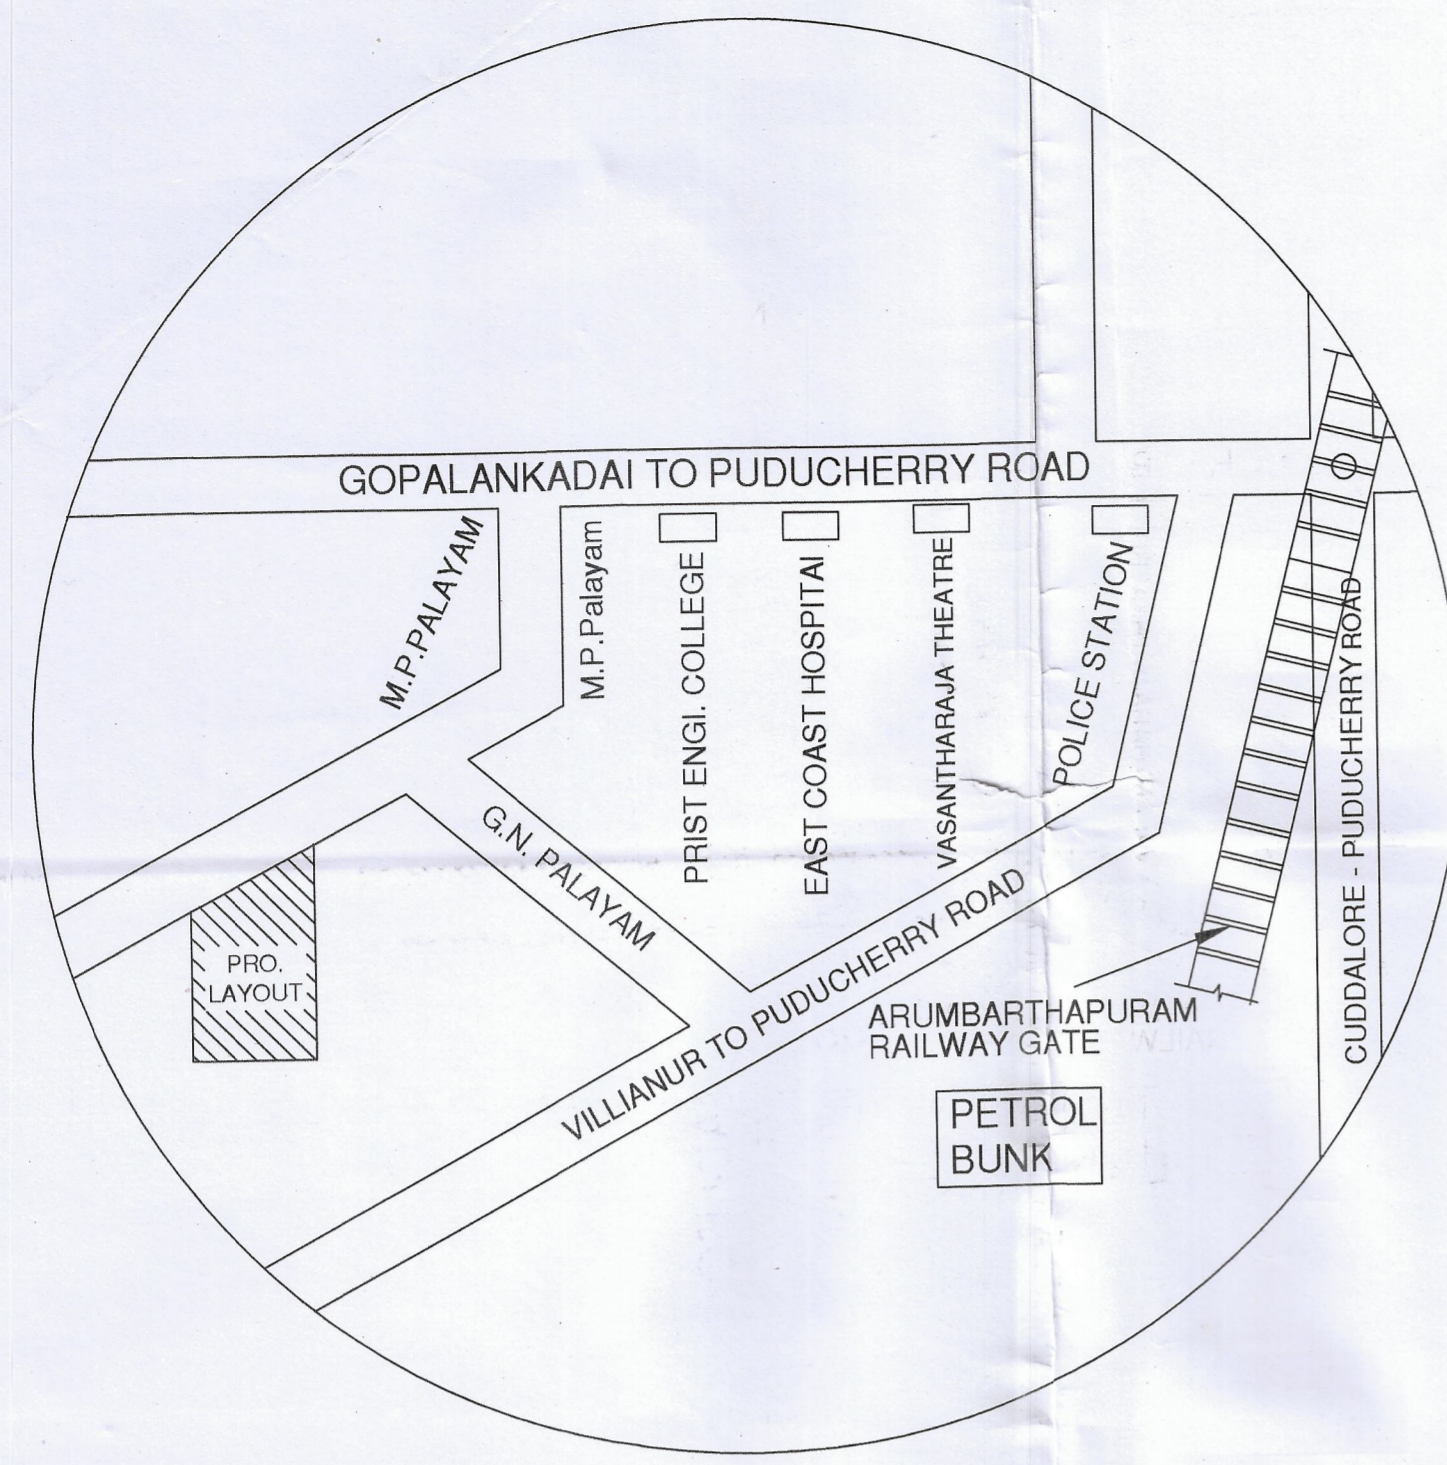 GOPALANKADAI TO PUDUCHERRY ROAD
M.P.PALAYAM
M.P.Palayam
PRIST ENGI. COLLEGE
EAST COAST HOSPITAl
VASANTHARAJA THEATRE
POLICE STATION
CUDDALORE - PUDUCHERRY ROAD
G.N. PALAYAM
VILLIANUR TO PUDUCHERRY ROAD
PRO.
LAYOUT
ARUMBARTHAPURAM
RAILWAY GATE
PETROL
BUNK